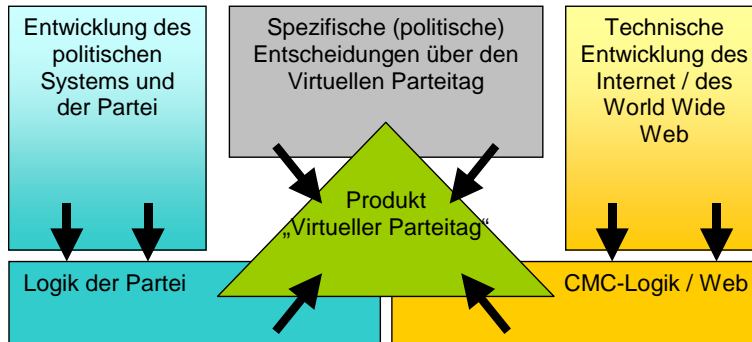 Entwicklung des
politischen
Systems und
der Partei
Spezifische (politische)
Entscheidungen über den
Virtuellen Parteitag
Technische
Entwicklung des
Internet / des
World Wide
Web
Produkt
„Virtueller Parteitag“
Logik der Partei
CMC-Logik / Web